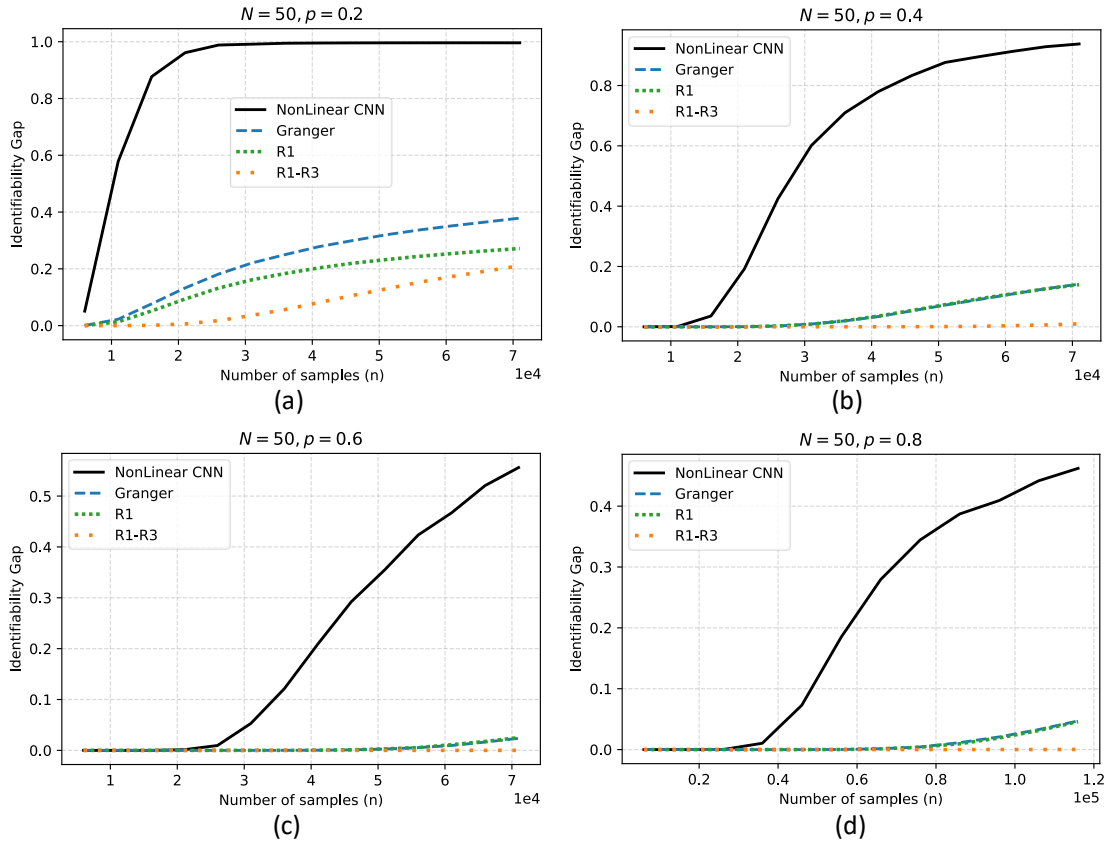 N = 50, p = 0.2
Identifiability Gap
1.0
0.8
0.6
0.4
0.2
0.0
NonLinear CNN
Granger
R1
R1-R3
1 2 3 4 5 6 7
1e4
Number of samples (n)
(a)
N = 50, p = 0.4
Identifiability Gap
0.8
0.6
0.4
0.2
0.0
NonLinear CNN
Granger
R1
R1-R3
1 2 3 4 5 6 7
1e4
Number of samples (n)
(b)
N = 50, p = 0.6
Identifiability Gap
0.5
0.4
0.3
0.2
0.1
0.0
NonLinear CNN
Granger
R1
R1-R3
1 2 3 4 5 6 7
1e4
Number of samples (n)
(c)
N = 50, p = 0.8
Identifiability Gap
0.4
0.3
0.2
0.1
0.0
NonLinear CNN
Granger
R1
R1-R3
0.2 0.4 0.6 0.8 1.0 1.2
1e5
Number of samples (n)
(d)